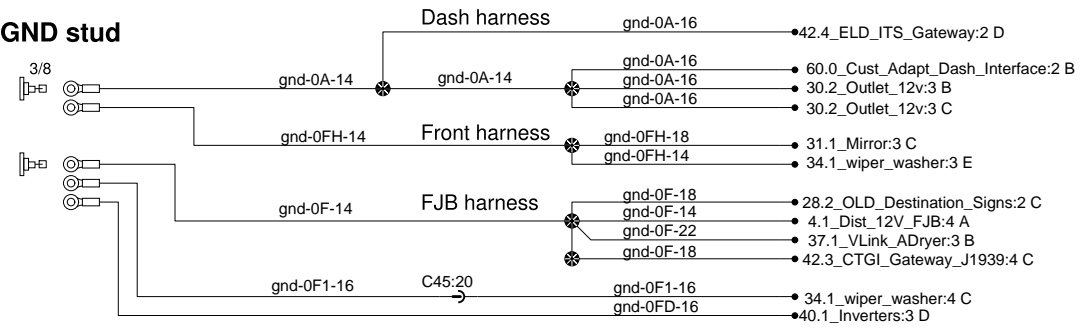 Dash harness
gnd-0A-16
42.4_ELD_ITS_Gateway:2 D
GND stud
3/8
gnd-0A-14
gnd-0A-14
gnd-0A-16
60.0_Cust_Adapt_Dash_Interface:2 B
gnd-0A-16
30.2_Outlet_12v:3 B
gnd-0A-16
30.2_Outlet_12v:3 C
gnd-0FH-14
Front harness
gnd-0FH-18
31.1_Mirror:3 C
gnd-0FH-14
34.1_wiper_washer:3 E
gnd-0F-14
FJB harness
gnd-0F-18
28.2_OLD_Destination_Signs:2 C
gnd-0F-14
4.1_Dist_12V_FJB:4 A
gnd-0F-22
37.1_VLink_ADryer:3 B
gnd-0F-18
42.3_CTGI_Gateway_J1939:4 C
gnd-0F1-16
C45:20
gnd-0F1-16
34.1_wiper_washer:4 C
gnd-0FD-16
40.1_Inverters:3 D